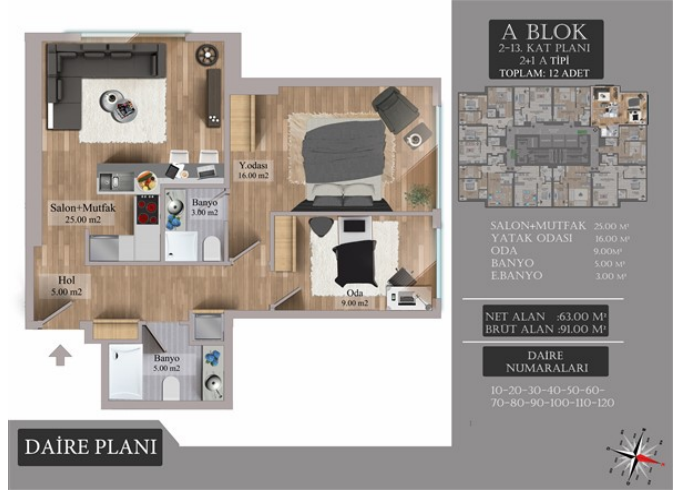 A BLOK
2-13. KAT PLANI
2+1 A TİPİ
TOPLAM: 12 ADET
Y.odası
16.00 m2
Salon+Mutfak
25.00 m2
Banyo
3.00 m2
Hol
5.00 m2
Oda
9.00 m2
Banyo
5.00 m2
SALON+MUTFAK 25.00 M²
YATAK ODASI 16.00 M²
ODA 9.00M²
BANYO 5.00 M²
E.BANYO 3.00 M²
NET ALAN :63.00 M²
BRÜT ALAN :91.00 M²
DAİRE
NUMARALARI
10-20-30-40-50-60-
70-80-90-100-110-120
DAİRE PLANI